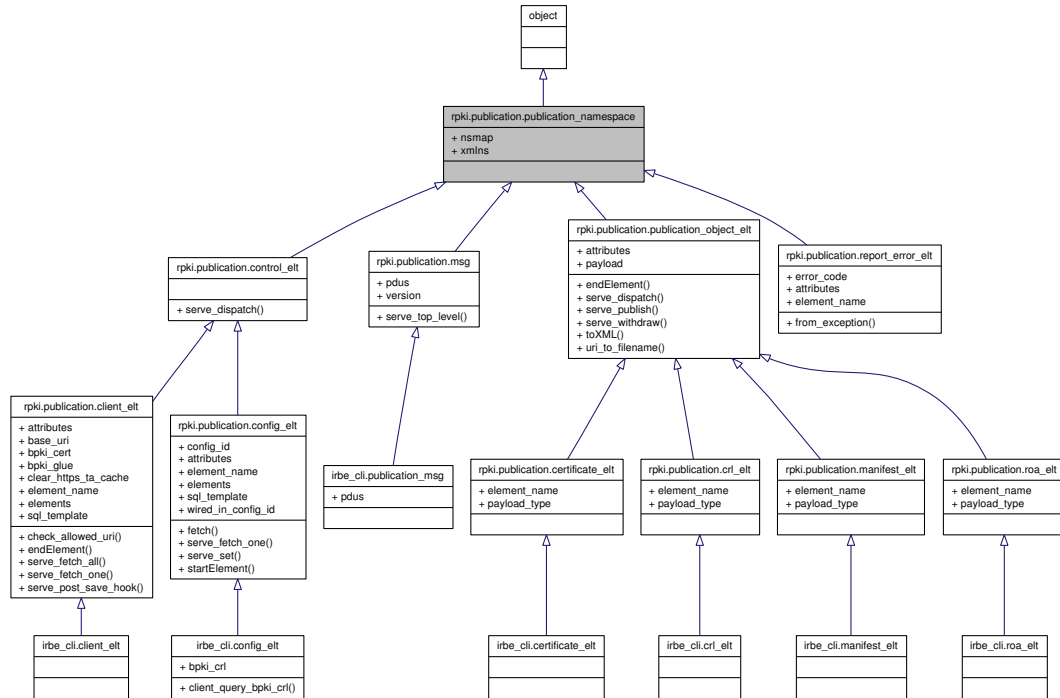 object
rpki.publication.publication_namespace
+ nsmap
+ xmlns
rpki.publication.control_elt
+ serve_dispatch()
rpki.publication.msg
+ pdus
+ version
+ serve_top_level()
rpki.publication.publication_object_elt
+ attributes
+ payload
+ endElement()
+ serve_dispatch()
+ serve_publish()
+ serve_withdraw()
+ toXML()
+ uri_to_filename()
rpki.publication.report_error_elt
+ error_code
+ attributes
+ element_name
+ from_exception()
rpki.publication.client_elt
+ attributes
+ base_uri
+ bpki_cert
+ bpki_glue
+ clear_https_ta_cache
+ element_name
+ elements
+ sql_template
+ check_allowed_uri()
+ endElement()
+ serve_fetch_all()
+ serve_fetch_one()
+ serve_post_save_hook()
rpki.publication.config_elt
+ config_id
+ attributes
+ element_name
+ elements
+ sql_template
+ wired_in_config_id
+ fetch()
+ serve_fetch_one()
+ serve_set()
+ startElement()
irbe_cli.publication_msg
+ pdus
rpki.publication.certificate_elt
+ element_name
+ payload_type
rpki.publication.crl_elt
+ element_name
+ payload_type
rpki.publication.manifest_elt
+ element_name
+ payload_type
rpki.publication.roa_elt
+ element_name
+ payload_type
irbe_cli.client_elt
irbe_cli.config_elt
+ bpki_crl
+ client_query_bpki_crl()
irbe_cli.certificate_elt
irbe_cli.crl_elt
irbe_cli.manifest_elt
irbe_cli.roa_elt